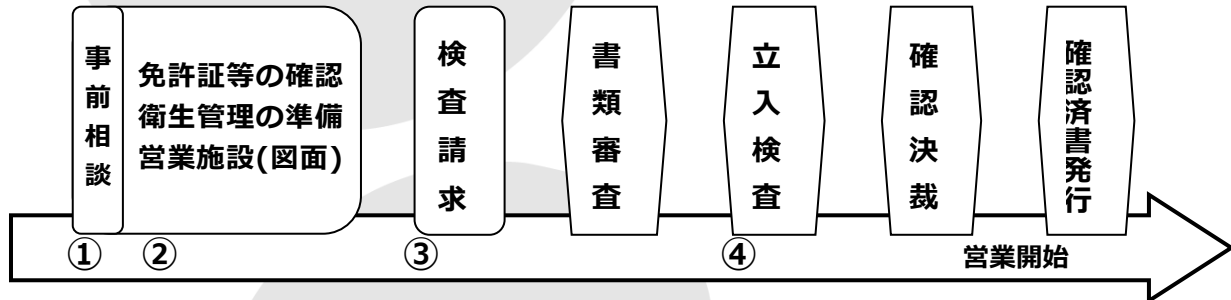 事前相談
免許証等の確認
衛生管理の準備
営業施設(図面)
検査請求
書類審査
立入検査
確認決裁
確認済書発行
①
②
③
④
営業開始